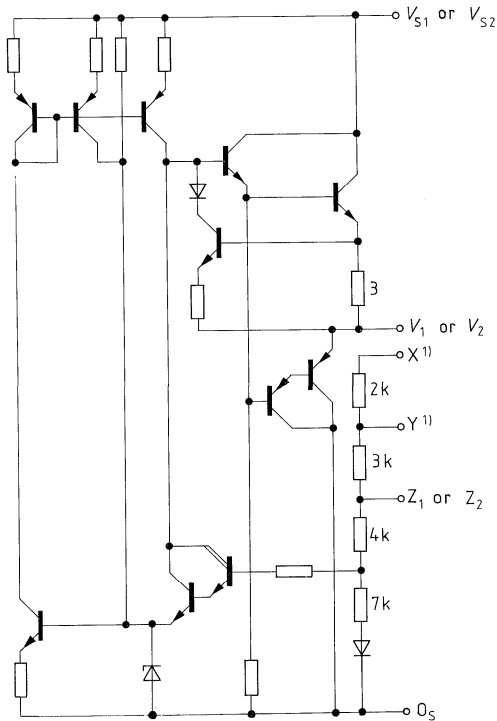 V_S1 or V_S2
3
V_1 or V_2
X^1)
2k
Y^1)
3k
Z_1 or Z_2
4k
7k
0_S